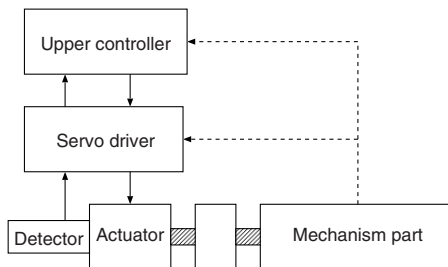 Upper controller
Servo driver
Detector
Actuator
Mechanism part